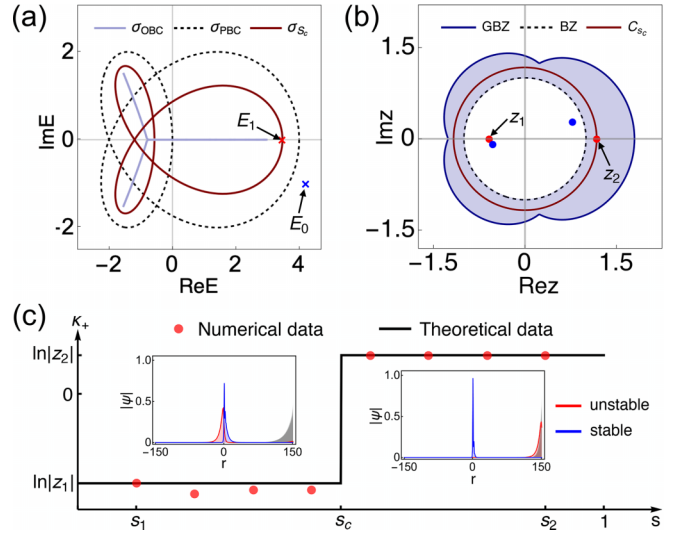 (a)
σOBC σPBC σSc
ImE
2
0
-2
E1
E0
-2 0 2 4
ReE
(b)
GBZ BZ Csc
Imz
1.5
0
-1.5
z1
z2
-1.5 0 1.5
Rez
(c)
κ+
Numerical data Theoretical data
ln|z2|
0
ln|z1|
|ψ|
1.0
0.5
0
-150 0 150
r
|ψ|
1.0
0.5
0
-150 0 150
r
unstable
stable
s1 sc s2 1 s